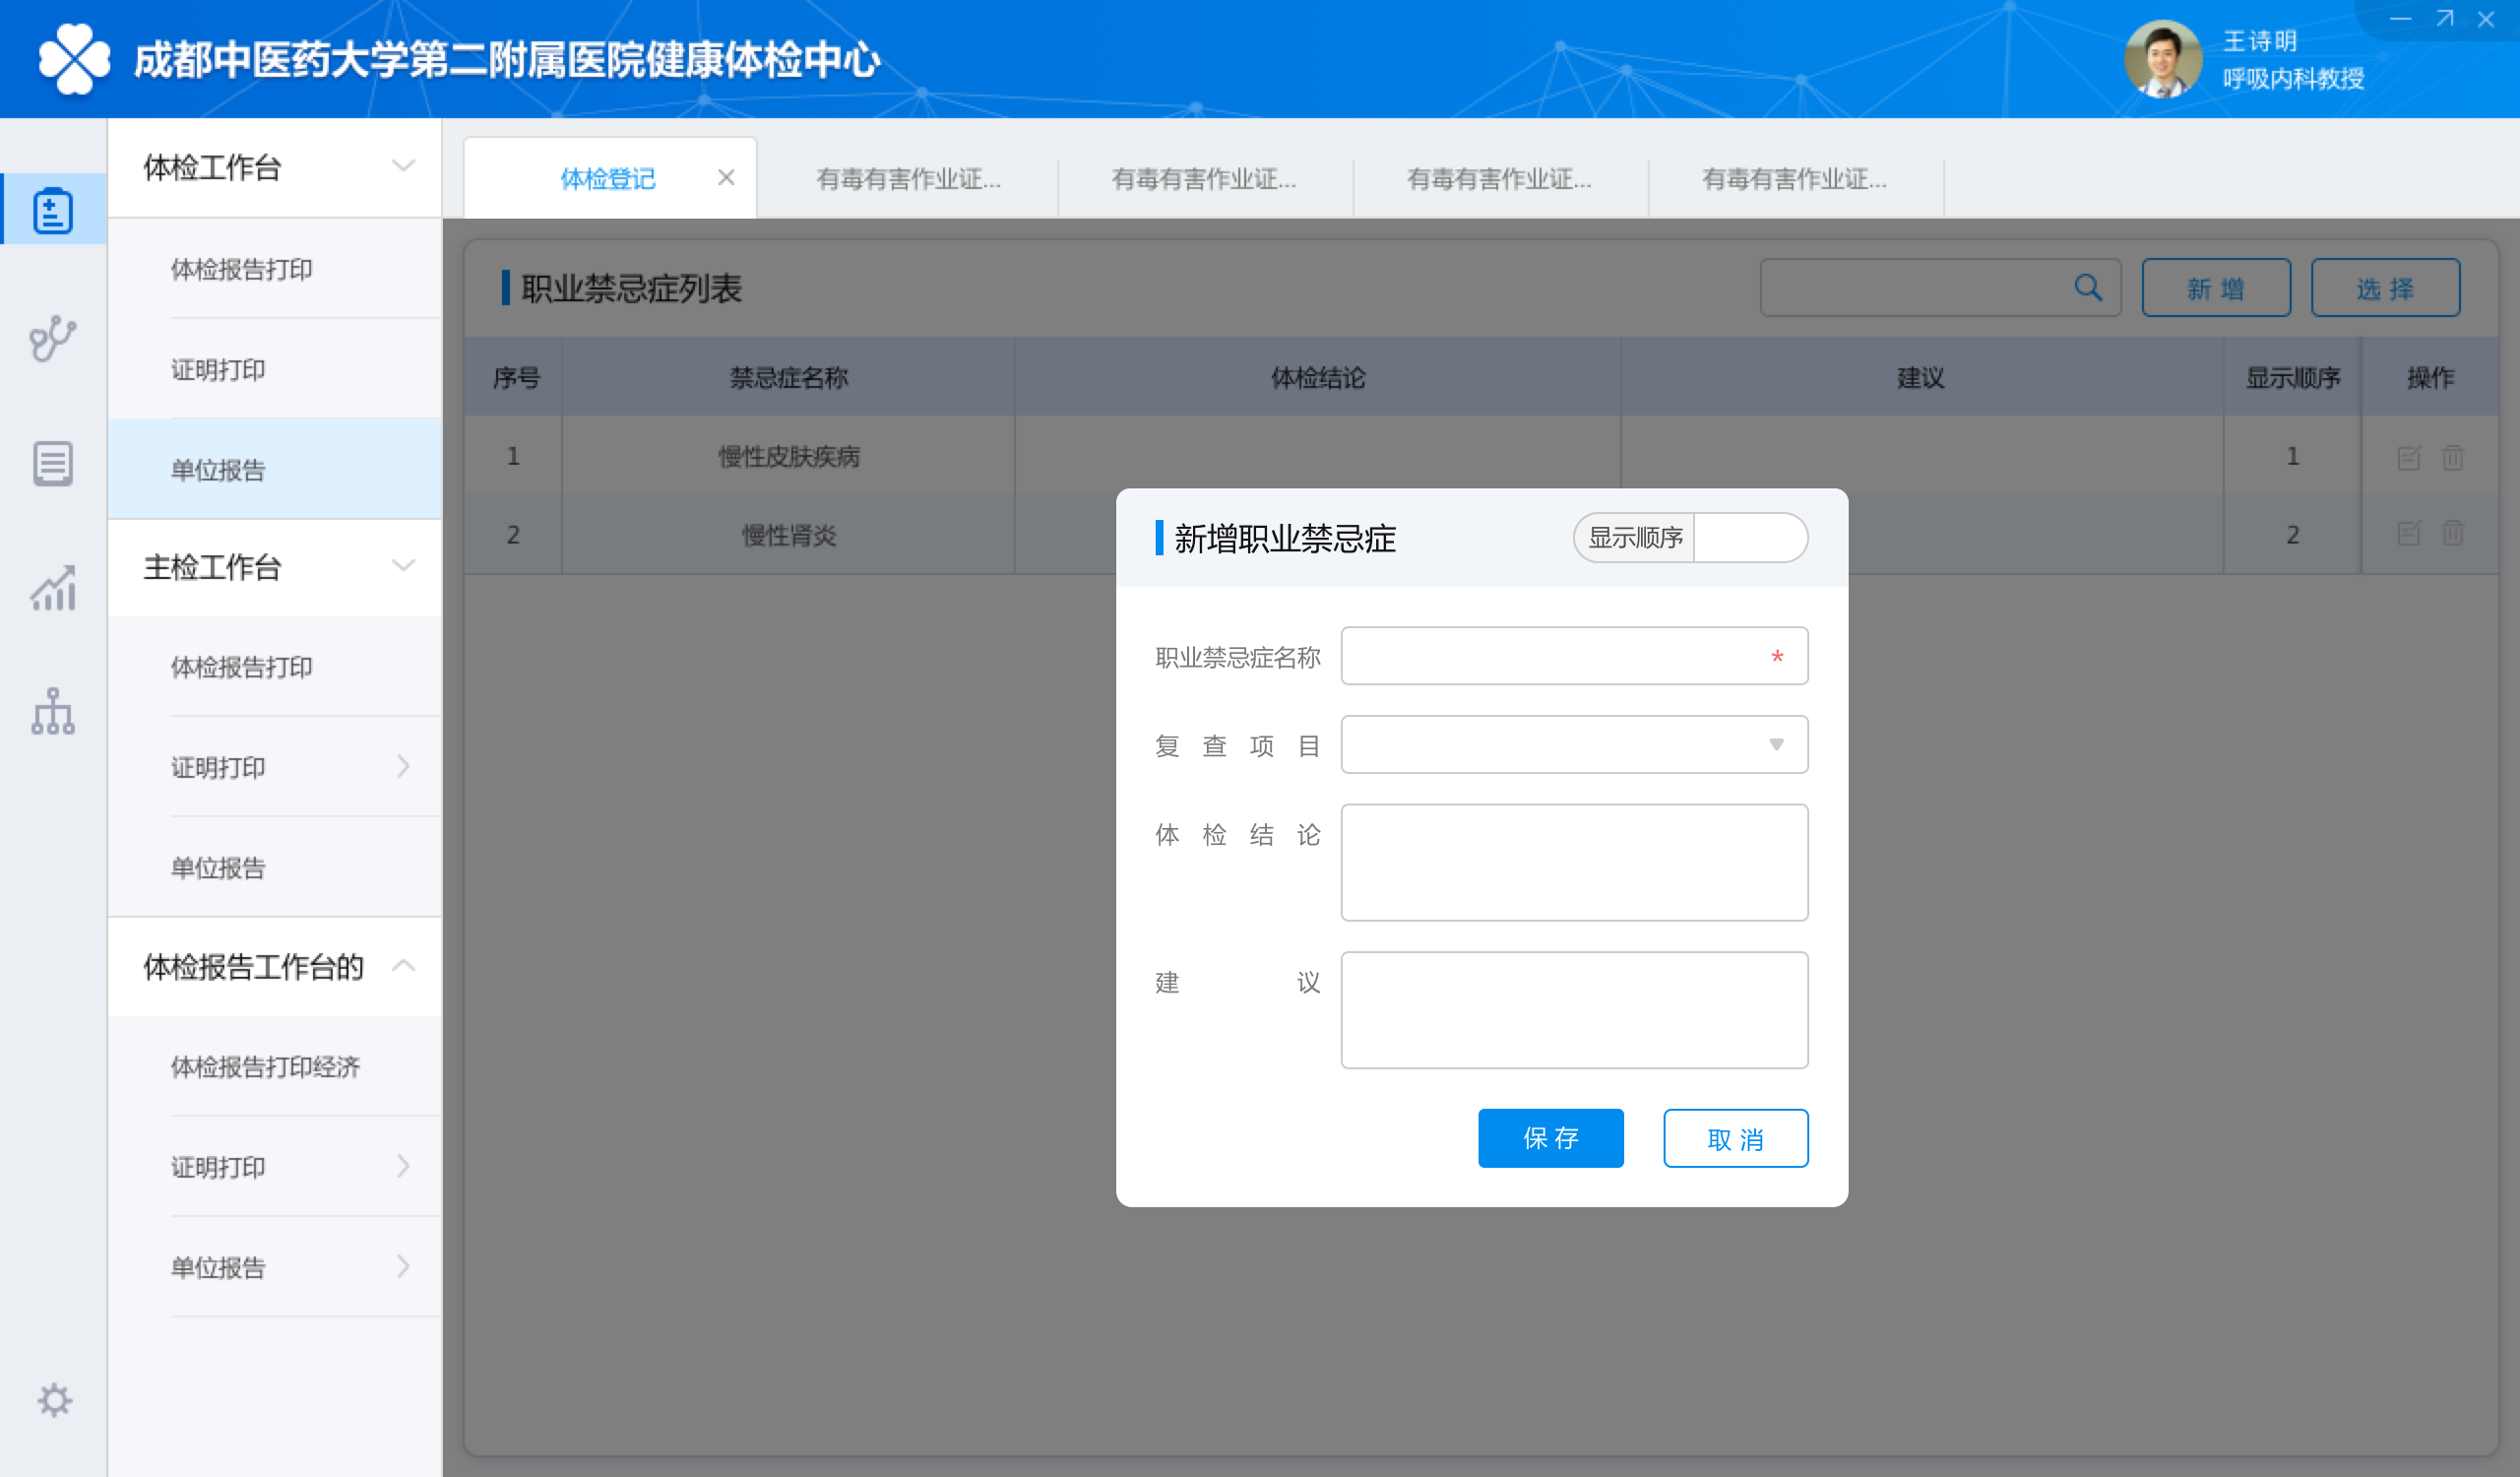 成都中医药大学第二附属医院健康体检中心
王诗明
呼吸内科教授
体检工作台
体检报告打印
证明打印
单位报告
主检工作台
体检报告打印
证明打印
单位报告
体检报告工作台的
体检报告打印经济
证明打印
单位报告
体检登记
有毒有害作业证...
有毒有害作业证...
有毒有害作业证...
有毒有害作业证...
职业禁忌症列表
新 增
选 择
序号 禁忌症名称 体检结论 建议 显示顺序 操作
1 慢性皮肤疾病 1
2 慢性肾炎 2
新增职业禁忌症
显示顺序
职业禁忌症名称 *
复查项目
体检结论
建议
保 存
取 消